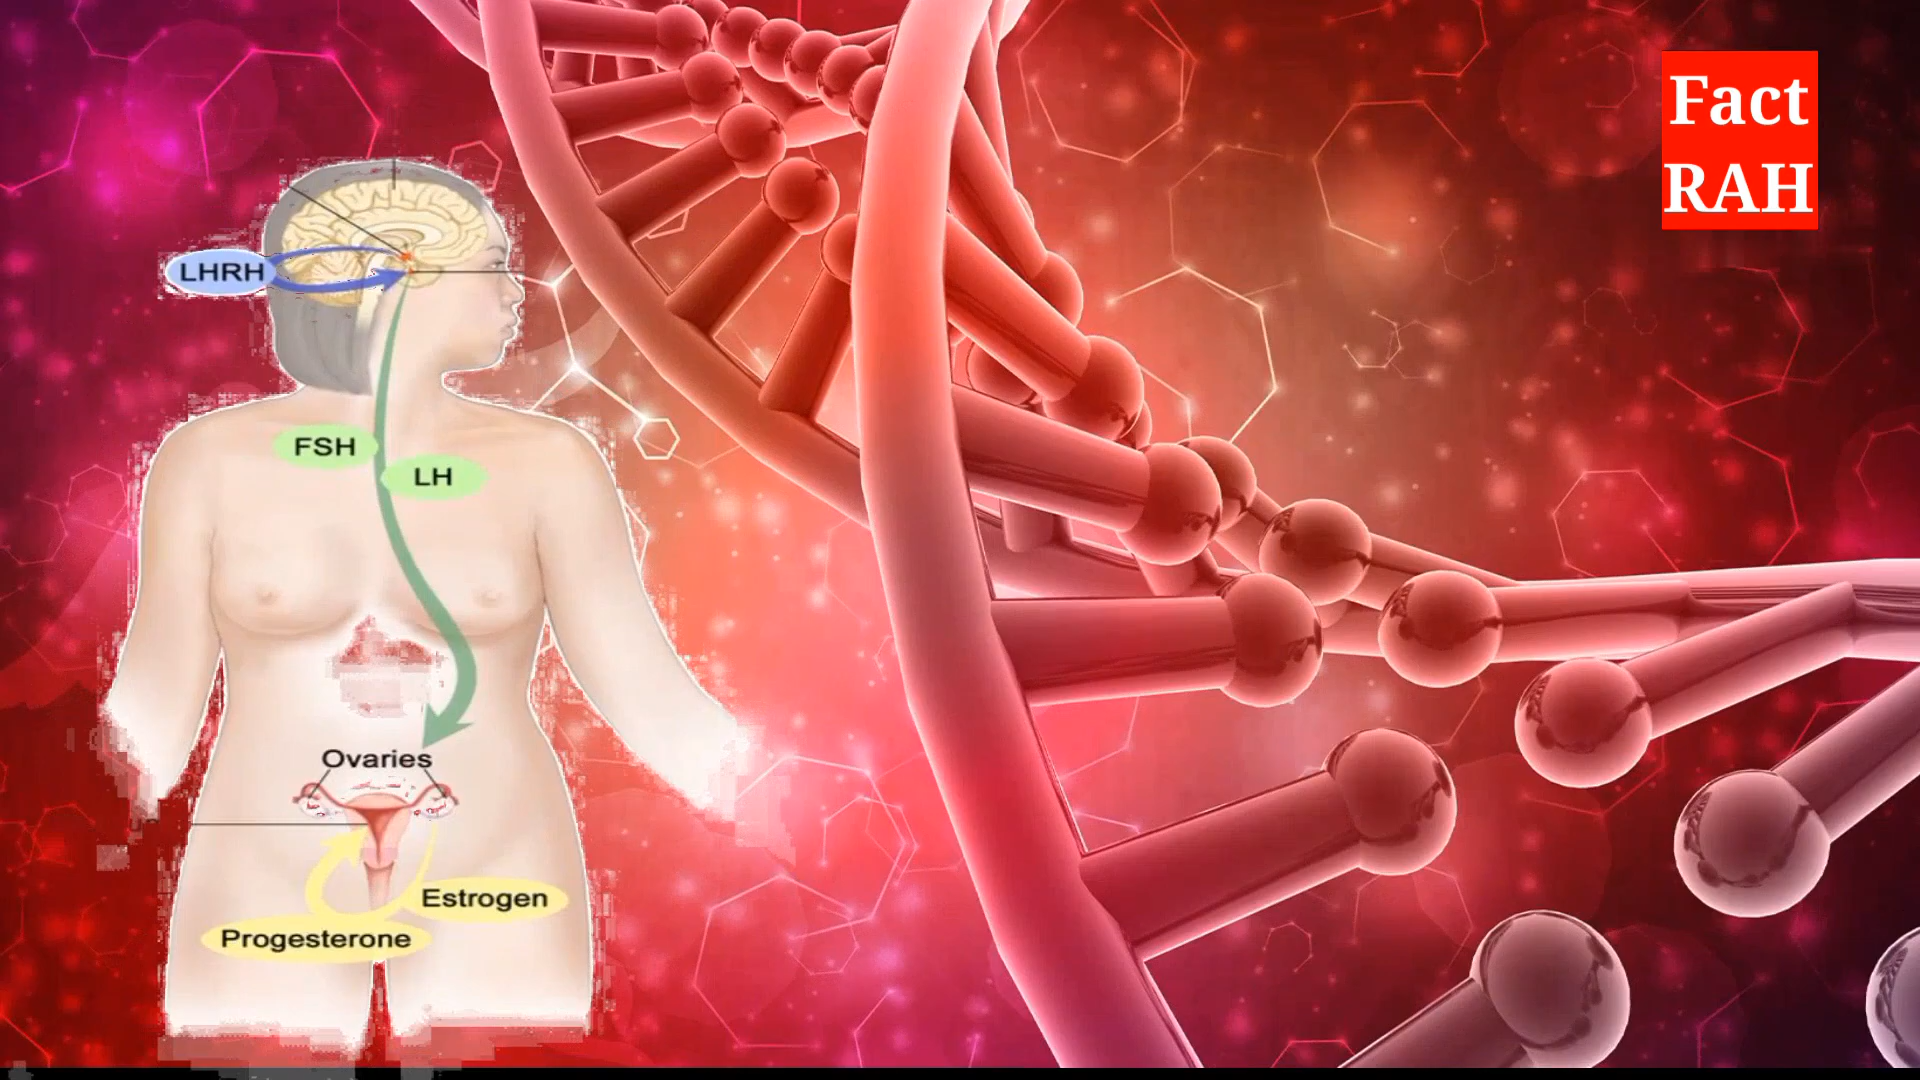 Fact
RAH
LHRH
FSH
LH
Ovaries
Estrogen
Progesterone